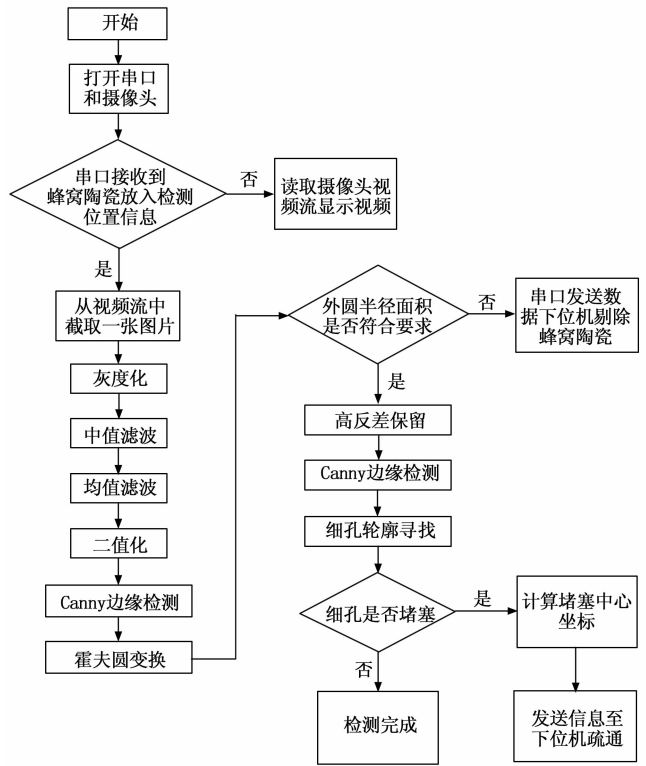 开始
打开串口
和摄像头
串口接收到
蜂窝陶瓷放入检测
位置信息
否
读取摄像头视
频流显示视频
是
从视频流中
截取一张图片
灰度化
中值滤波
均值滤波
二值化
Canny边缘检测
霍夫圆变换
外圆半径面积
是否符合要求
否
串口发送数
据下位机剔除
蜂窝陶瓷
是
高反差保留
Canny边缘检测
细孔轮廓寻找
细孔是否堵塞
是
计算堵塞中心
坐标
否
检测完成
发送信息至
下位机疏通